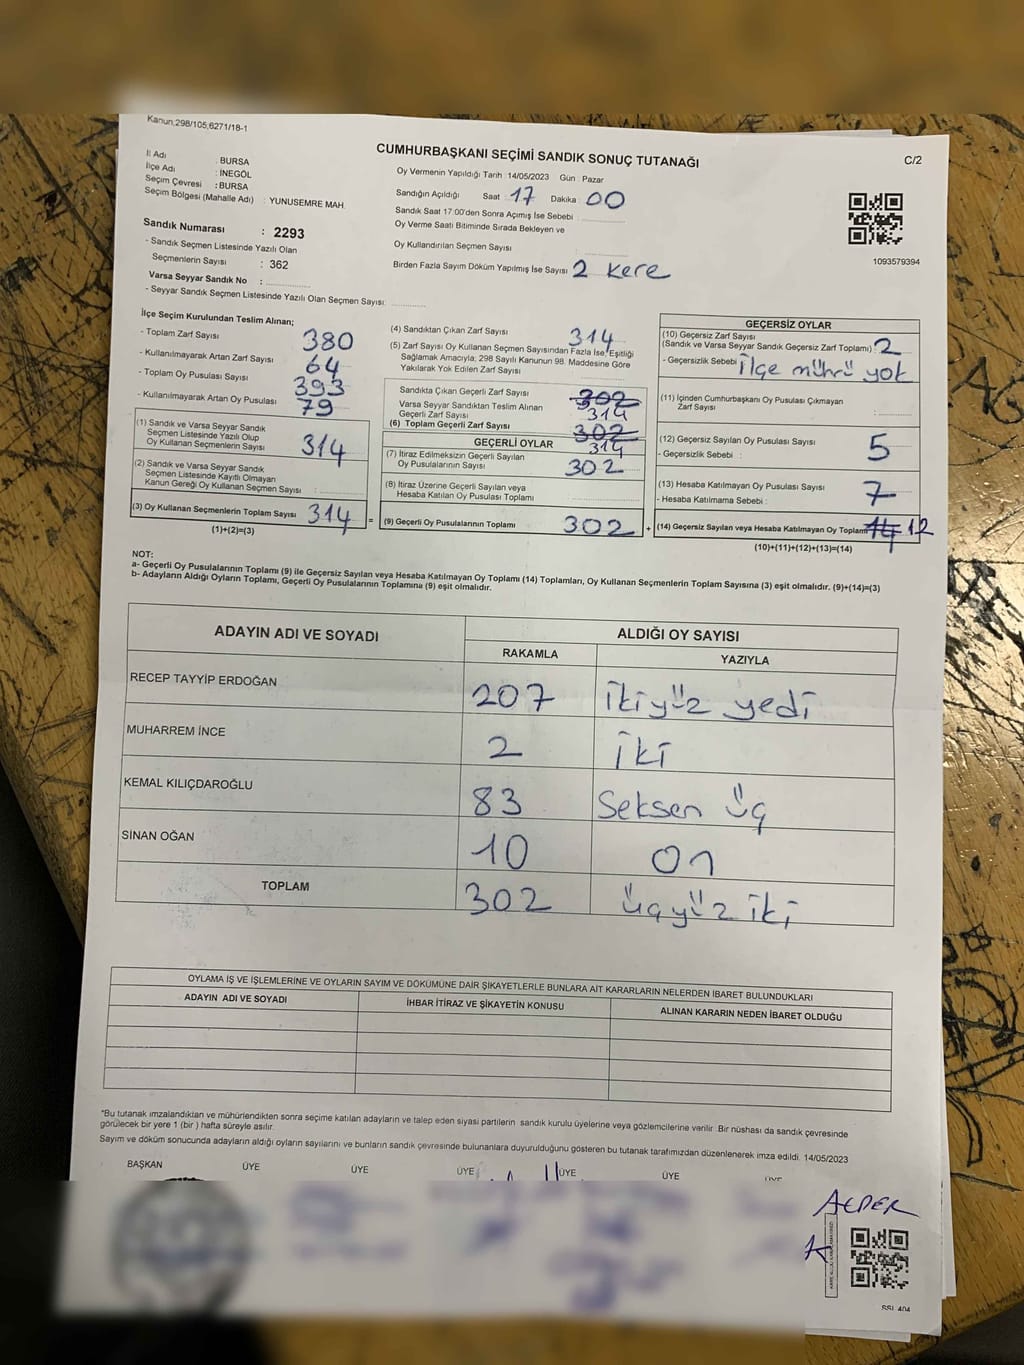 Kanun;298/105,6271/18-1
CUMHURBAŞKANI SEÇİMİ SANDIK SONUÇ TUTANAĞI
C/2
İl Adı : BURSA
İlçe Adı : İNEGÖL
Seçim Çevresi : BURSA
Seçim Bölgesi (Mahalle Adı) : YUNUSEMRE MAH.
Sandık Numarası : 2293
- Sandık Seçmen Listesinde Yazılı Olan
Seçmenlerin Sayısı : 362
Varsa Seyyar Sandık No :
- Seyyar Sandık Seçmen Listesinde Yazılı Olan Seçmen Sayısı:
Oy Vermenin Yapıldığı Tarih : 14/05/2023 Gün : Pazar
Sandığın Açıldığı Saat : 17 Dakika : 00
Sandık Saat 17:00'den Sonra Açımış İse Sebebi :
Oy Verme Saati Bitiminde Sırada Bekleyen ve
Oy Kullandırılan Seçmen Sayısı :
Birden Fazla Sayım Döküm Yapılmış İse Sayısı : 2 kere
1093579394
İlçe Seçim Kurulundan Teslim Alınan;
- Toplam Zarf Sayısı 380
- Kullanılmayarak Artan Zarf Sayısı 64
- Toplam Oy Pusulası Sayısı 393
- Kullanılmayarak Artan Oy Pusulası 79
(1) Sandık ve Varsa Seyyar Sandık
Seçmen Listesinde Yazılı Olup
Oy Kullanan Seçmenlerin Sayısı 314
(2) Sandık ve Varsa Seyyar Sandık
Seçmen Listesinde Kayıtlı Olmayan
Kanun Gereği Oy Kullanan Seçmen Sayısı :
(3) Oy Kullanan Seçmenlerin Toplam Sayısı 314
(1)+(2)=(3)
(4) Sandıktan Çıkan Zarf Sayısı 314
(5) Zarf Sayısı Oy Kullanan Seçmen Sayısından Fazla İse, Eşitliği
Sağlamak Amacıyla; 298 Sayılı Kanunun 98. Maddesine Göre
Yakılarak Yok Edilen Zarf Sayısı
Sandıkta Çıkan Geçerli Zarf Sayısı 302
Varsa Seyyar Sandıktan Teslim Alınan 314
Geçerli Zarf Sayısı
(6) Toplam Geçerli Zarf Sayısı 302
GEÇERLİ OYLAR 314
(7) İtiraz Edilmeksizin Geçerli Sayılan
Oy Pusulalarının Sayısı 302
(8) İtiraz Üzerine Geçerli Sayılan veya
Hesaba Katılan Oy Pusulası Toplamı
= (9) Geçerli Oy Pusulalarının Toplamı 302
GEÇERSİZ OYLAR
(10) Geçersiz Zarf Sayısı
(Sandık ve Varsa Seyyar Sandık Geçersiz Zarf Toplamı) : 2
- Geçersizlik Sebebi : ilçe mührü yok
(11) İçinden Cumhurbaşkanı Oy Pusulası Çıkmayan
Zarf Sayısı :
(12) Geçersiz Sayılan Oy Pusulası Sayısı 5
- Geçersizlik Sebebi :
(13) Hesaba Katılmayan Oy Pusulası Sayısı 7
- Hesaba Katılmama Sebebi :
+ (14) Geçersiz Sayılan veya Hesaba Katılmayan Oy Toplamı 14 12
(10)+(11)+(12)+(13)=(14)
NOT:
a- Geçerli Oy Pusulalarının Toplamı (9) ile Geçersiz Sayılan veya Hesaba Katılmayan Oy Toplamı (14) Toplamları, Oy Kullanan Seçmenlerin Toplam Sayısına (3) eşit olmalıdır. (9)+(14)=(3)
b- Adayların Aldığı Oyların Toplamı, Geçerli Oy Pusulalarının Toplamına (9) eşit olmalıdır.
ADAYIN ADI VE SOYADI ALDIĞI OY SAYISI
RAKAMLA YAZIYLA
RECEP TAYYİP ERDOĞAN 207 ikiyüz yedi
MUHARREM İNCE 2 iki
KEMAL KILIÇDAROĞLU 83 Seksen üç
SİNAN OĞAN 10 On
TOPLAM 302 üçyüz iki
OYLAMA İŞ VE İŞLEMLERİNE VE OYLARIN SAYIM VE DÖKÜMÜNE DAİR ŞİKAYETLERLE BUNLARA AİT KARARLARIN NELERDEN İBARET BULUNDUKLARI
ADAYIN ADI VE SOYADI İHBAR İTİRAZ VE ŞİKAYETİN KONUSU ALINAN KARARIN NEDEN İBARET OLDUĞU
*Bu tutanak imzalandıktan ve mühürlendikten sonra seçime katılan adayların ve talep eden siyasi partilerin sandık kurulu üyelerine veya gözlemcilerine verilir. Bir nüshası da sandık çevresinde
görülecek bir yere 1 (bir) hafta süreyle asılır.
Sayım ve döküm sonucunda adayların aldığı oyların sayılarını ve bunların sandık çevresinde bulunanlara duyurulduğunu gösteren bu tutanak tarafımızdan düzenlenerek imza edildi. 14/05/2023
BAŞKAN ÜYE ÜYE ÜYE ÜYE ÜYE ÜYE
ALPER